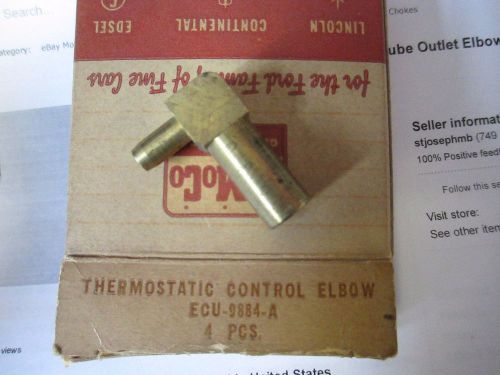 Search...
Chokes
EDSEL CONTINENTAL LINCOLN
ategory: eBay Mo
ube Outlet Elbow
for the Ford Family of Fine Cars
MoCo
Seller informat
stjosephmb (749
100% Positive feedb
Follow this se
Visit store:
See other item
THERMOSTATIC CONTROL ELBOW
ECU-9884-A
4 PCS.
views
United States